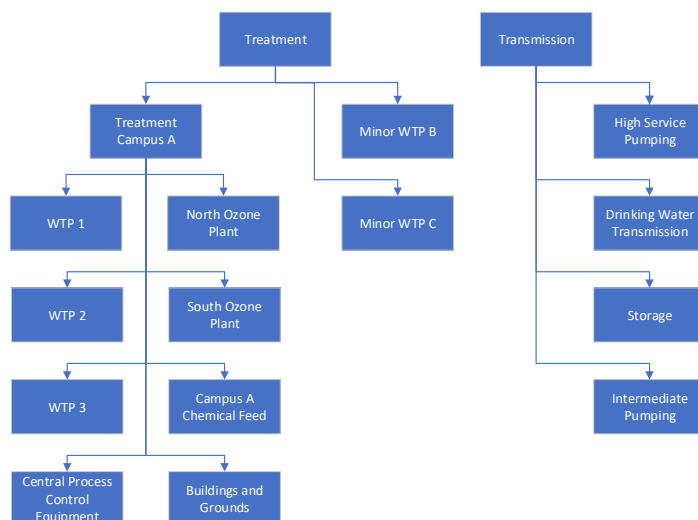 Treatment
Transmission
Treatment
Campus A
Minor WTP B
High Service
Pumping
WTP 1
North Ozone
Plant
Minor WTP C
Drinking Water
Transmission
WTP 2
South Ozone
Plant
Storage
WTP 3
Campus A
Chemical Feed
Intermediate
Pumping
Central Process
Control
Equipment
Buildings and
Grounds